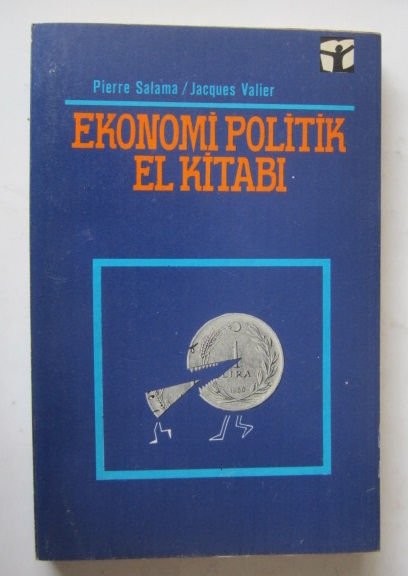 Pierre Salama/Jacques Valier
EKONOMİ POLİTİK
EL KİTABI
1
LİRA